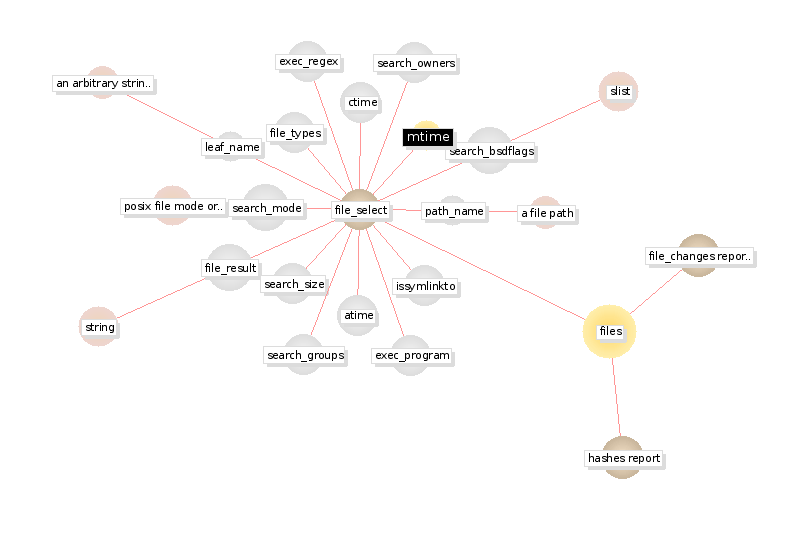 exec_regex
search_owners
an arbitrary strin..
slist
ctime
file_types
mtime
leaf_name
search_bsdflags
posix file mode or..
search_mode
file_select
path_name
a file path
file_changes repor..
file_result
search_size
issymlinkto
string
atime
files
search_groups
exec_program
hashes report